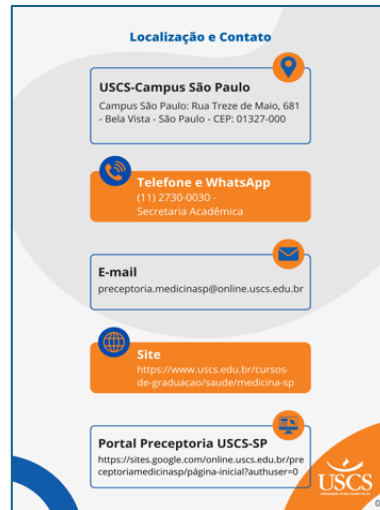 Localização e Contato
USCS-Campus São Paulo
Campus São Paulo: Rua Treze de Maio, 681
- Bela Vista - São Paulo - CEP: 01327-000
Telefone e WhatsApp
(11) 2730-0030 -
Secretaria Acadêmica
E-mail
preceptoria.medicinasp@online.uscs.edu.br
Site
https://www.uscs.edu.br/cursos-
de-graduacao/saude/medicina-sp
Portal Preceptoria USCS-SP
https://sites.google.com/online.uscs.edu.br/pre
ceptoriamedicinasp/página-inicial?authuser=0
USCS